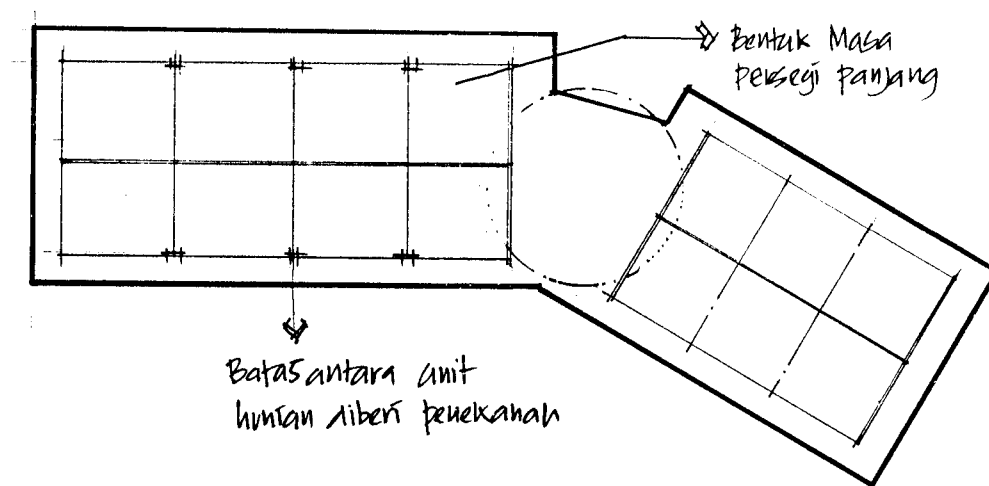 Bentuk Masa
persegi panjang
Batas antara unit
hunian diberi penekanan